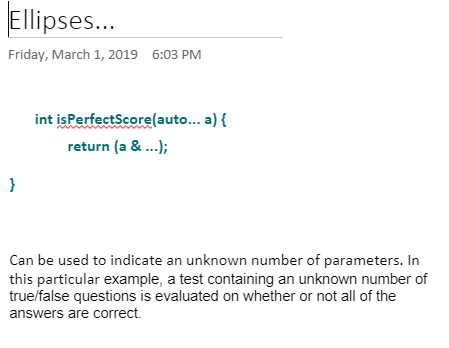 Ellipses...
Friday, March 1, 2019 6:03 PM
int isPerfectScore(auto... a) {
return (a & ...);
}
Can be used to indicate an unknown number of parameters. In
this particular example, a test containing an unknown number of
true/false questions is evaluated on whether or not all of the
answers are correct.